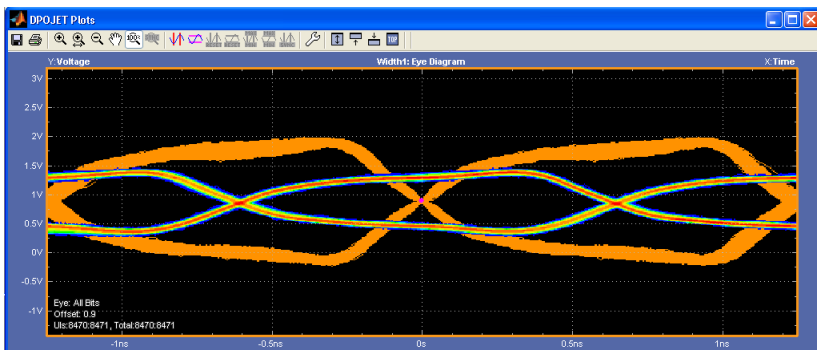 DPOJET Plots
Y:Voltage Width1: Eye Diagram X:Time
3V
2.5V
2V
1.5V
1V
0.5V
0V
-0.5V
-1V
Eye: All Bits
Offset: 0.9
UIs:8470:8471, Total:8470:8471
-1ns -0.5ns 0s 0.5ns 1ns